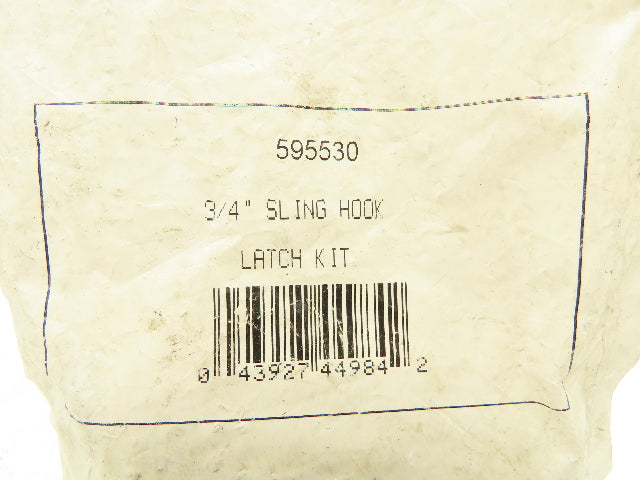 595530
3/4" SLING HOOK
LATCH KIT
0 43927 44984 2